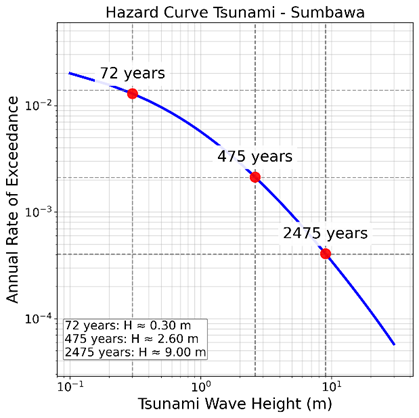 Hazard Curve Tsunami - Sumbawa
Annual Rate of Exceedance
10⁻²
10⁻³
10⁻⁴
72 years
475 years
2475 years
72 years: H ≈ 0.30 m
475 years: H ≈ 2.60 m
2475 years: H ≈ 9.00 m
10⁻¹
10⁰
10¹
Tsunami Wave Height (m)